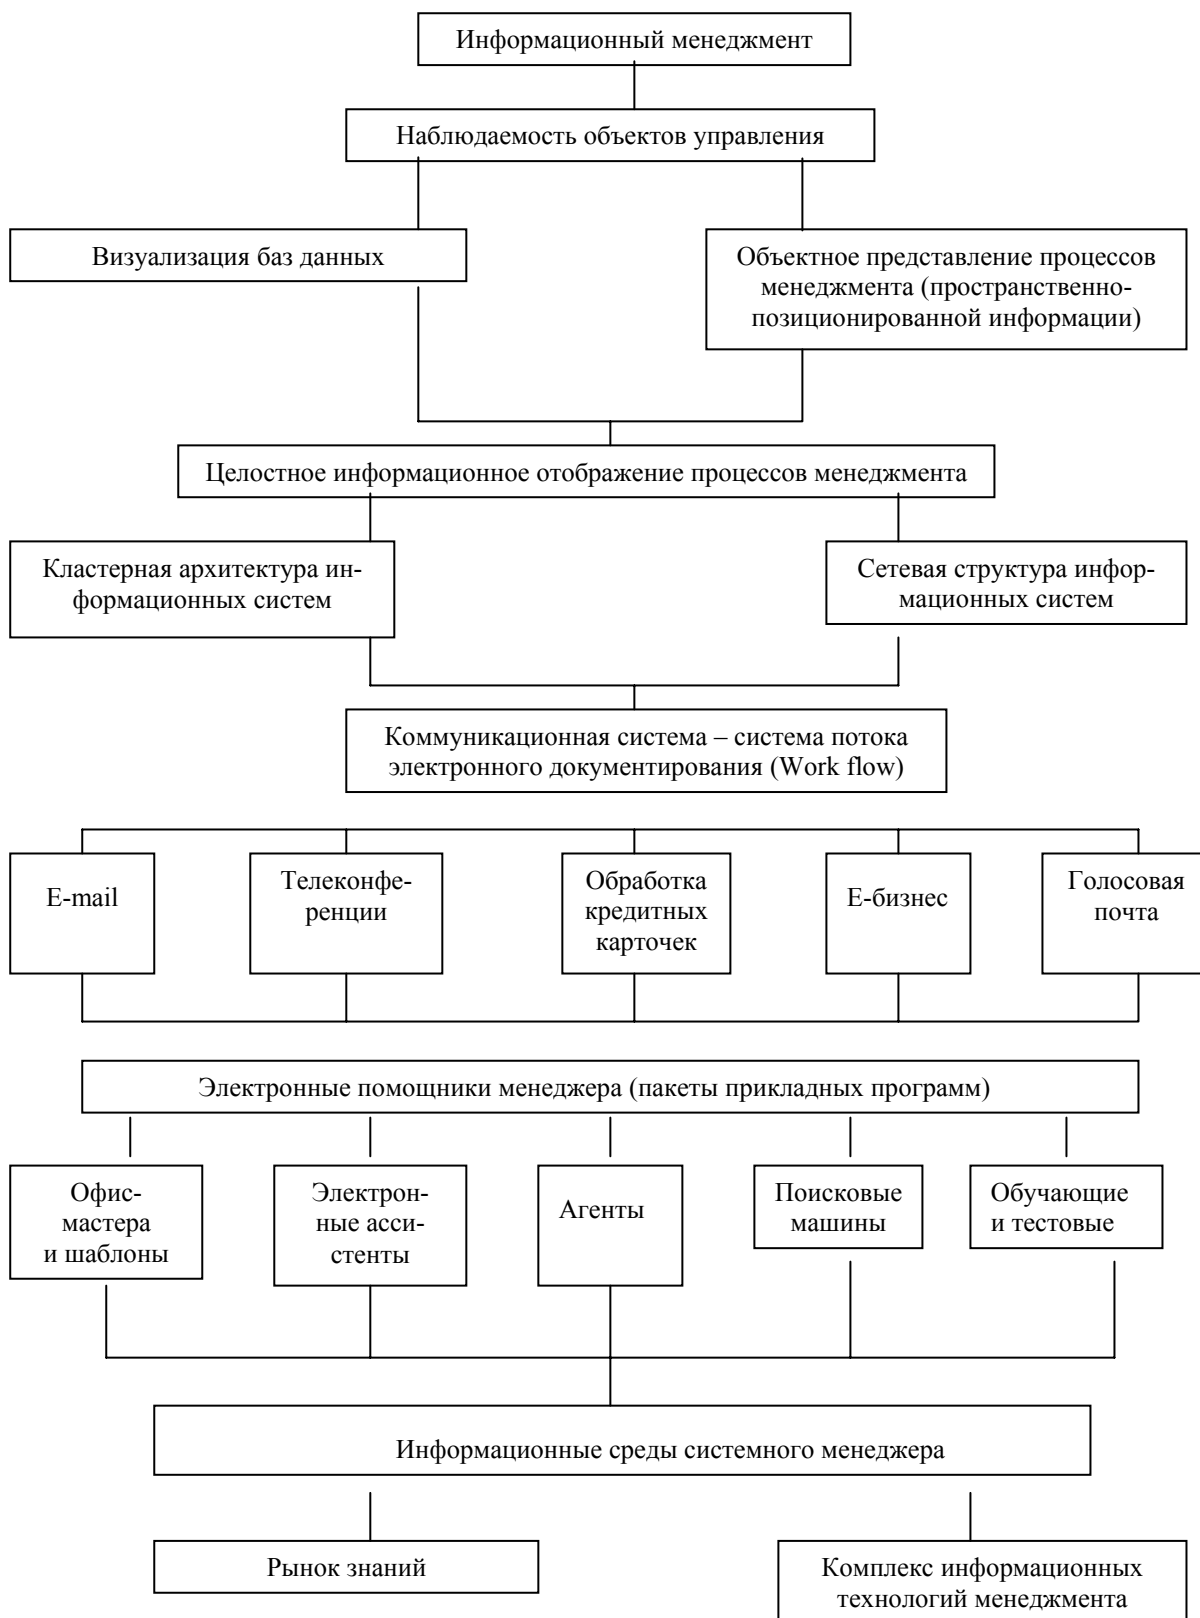 Информационный менеджмент
Наблюдаемость объектов управления
Визуализация баз данных
Объектное представление процессов
менеджмента (пространственно-
позиционированной информации)
Целостное информационное отображение процессов менеджмента
Кластерная архитектура ин-
формационных систем
Сетевая структура инфор-
мационных систем
Коммуникационная система – система потока
электронного документирования (Work flow)
E-mail
Телеконфе-
ренции
Обработка
кредитных
карточек
Е-бизнес
Голосовая
почта
Электронные помощники менеджера (пакеты прикладных программ)
Офис-
мастера
и шаблоны
Электрон-
ные асси-
стенты
Агенты
Поисковые
машины
Обучающие
и тестовые
Информационные среды системного менеджера
Рынок знаний
Комплекс информационных
технологий менеджмента